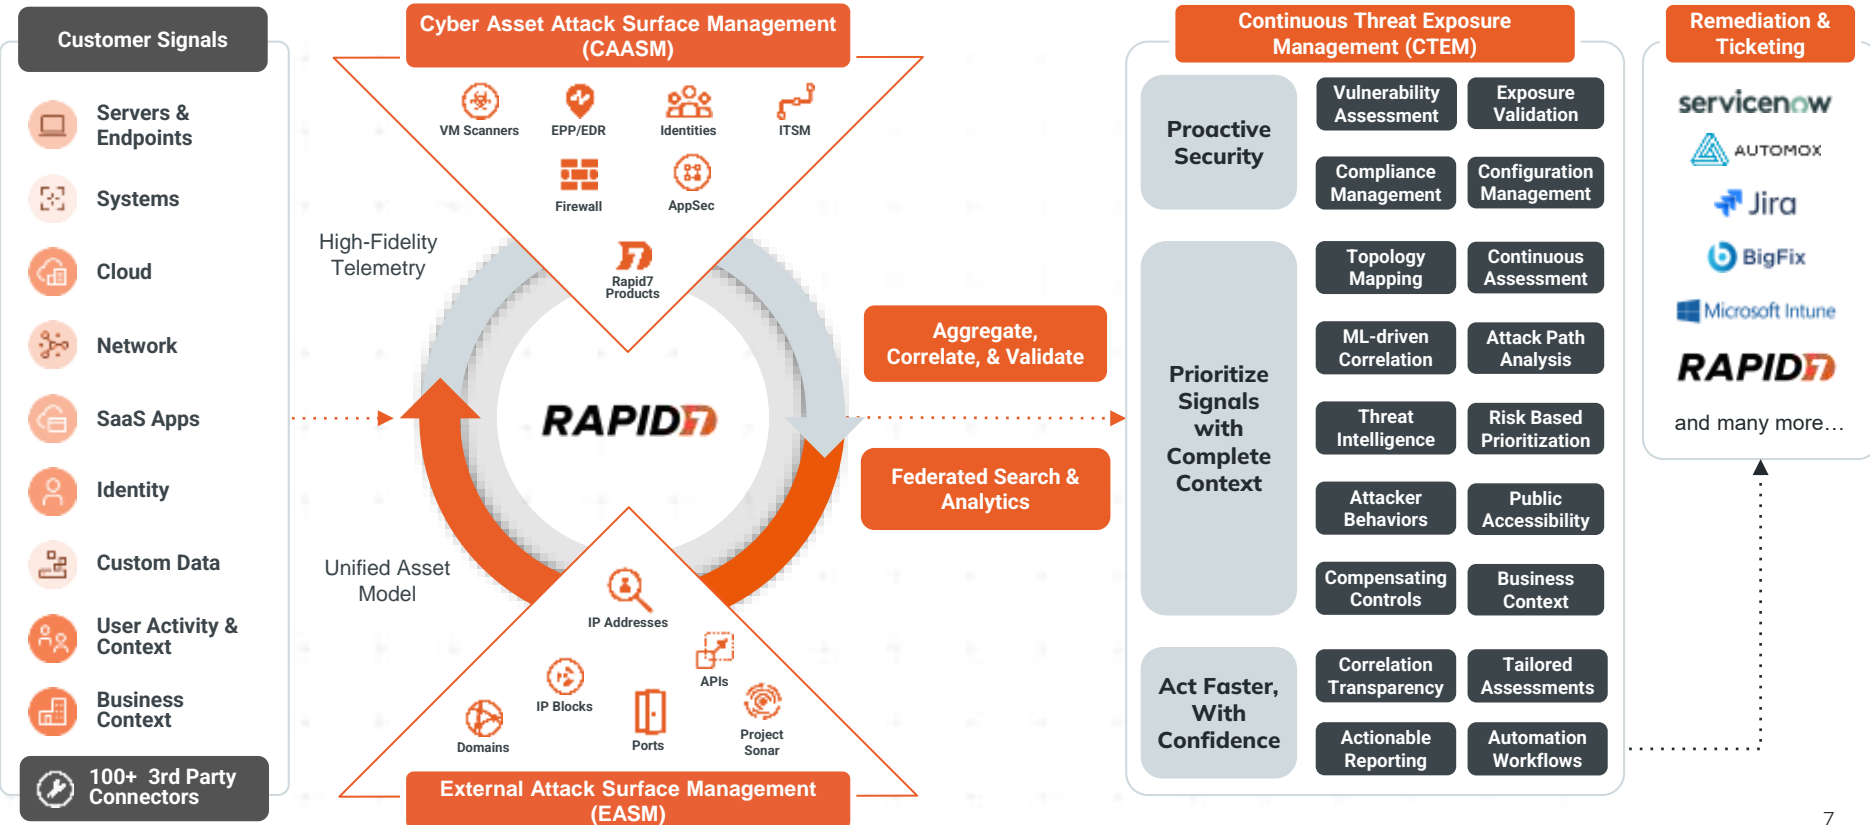 Customer Signals
Servers &
Endpoints
Systems
Cloud
Network
SaaS Apps
Identity
Custom Data
User Activity &
Context
Business
Context
100+ 3rd Party
Connectors
Cyber Asset Attack Surface Management
(CAASM)
VM Scanners
EPP/EDR
Identities
ITSM
Firewall
AppSec
Rapid7
Products
High-Fidelity
Telemetry
RAPID7
Unified Asset
Model
IP Addresses
APIs
IP Blocks
Domains
Ports
Project
Sonar
External Attack Surface Management
(EASM)
Aggregate,
Correlate, & Validate
Federated Search &
Analytics
Continuous Threat Exposure
Management (CTEM)
Proactive
Security
Vulnerability
Assessment
Exposure
Validation
Compliance
Management
Configuration
Management
Prioritize
Signals
with
Complete
Context
Topology
Mapping
Continuous
Assessment
ML-driven
Correlation
Attack Path
Analysis
Threat
Intelligence
Risk Based
Prioritization
Attacker
Behaviors
Public
Accessibility
Compensating
Controls
Business
Context
Act Faster,
With
Confidence
Correlation
Transparency
Tailored
Assessments
Actionable
Reporting
Automation
Workflows
Remediation &
Ticketing
servicenow
AUTOMOX
Jira
BigFix
Microsoft Intune
RAPID7
and many more…
7